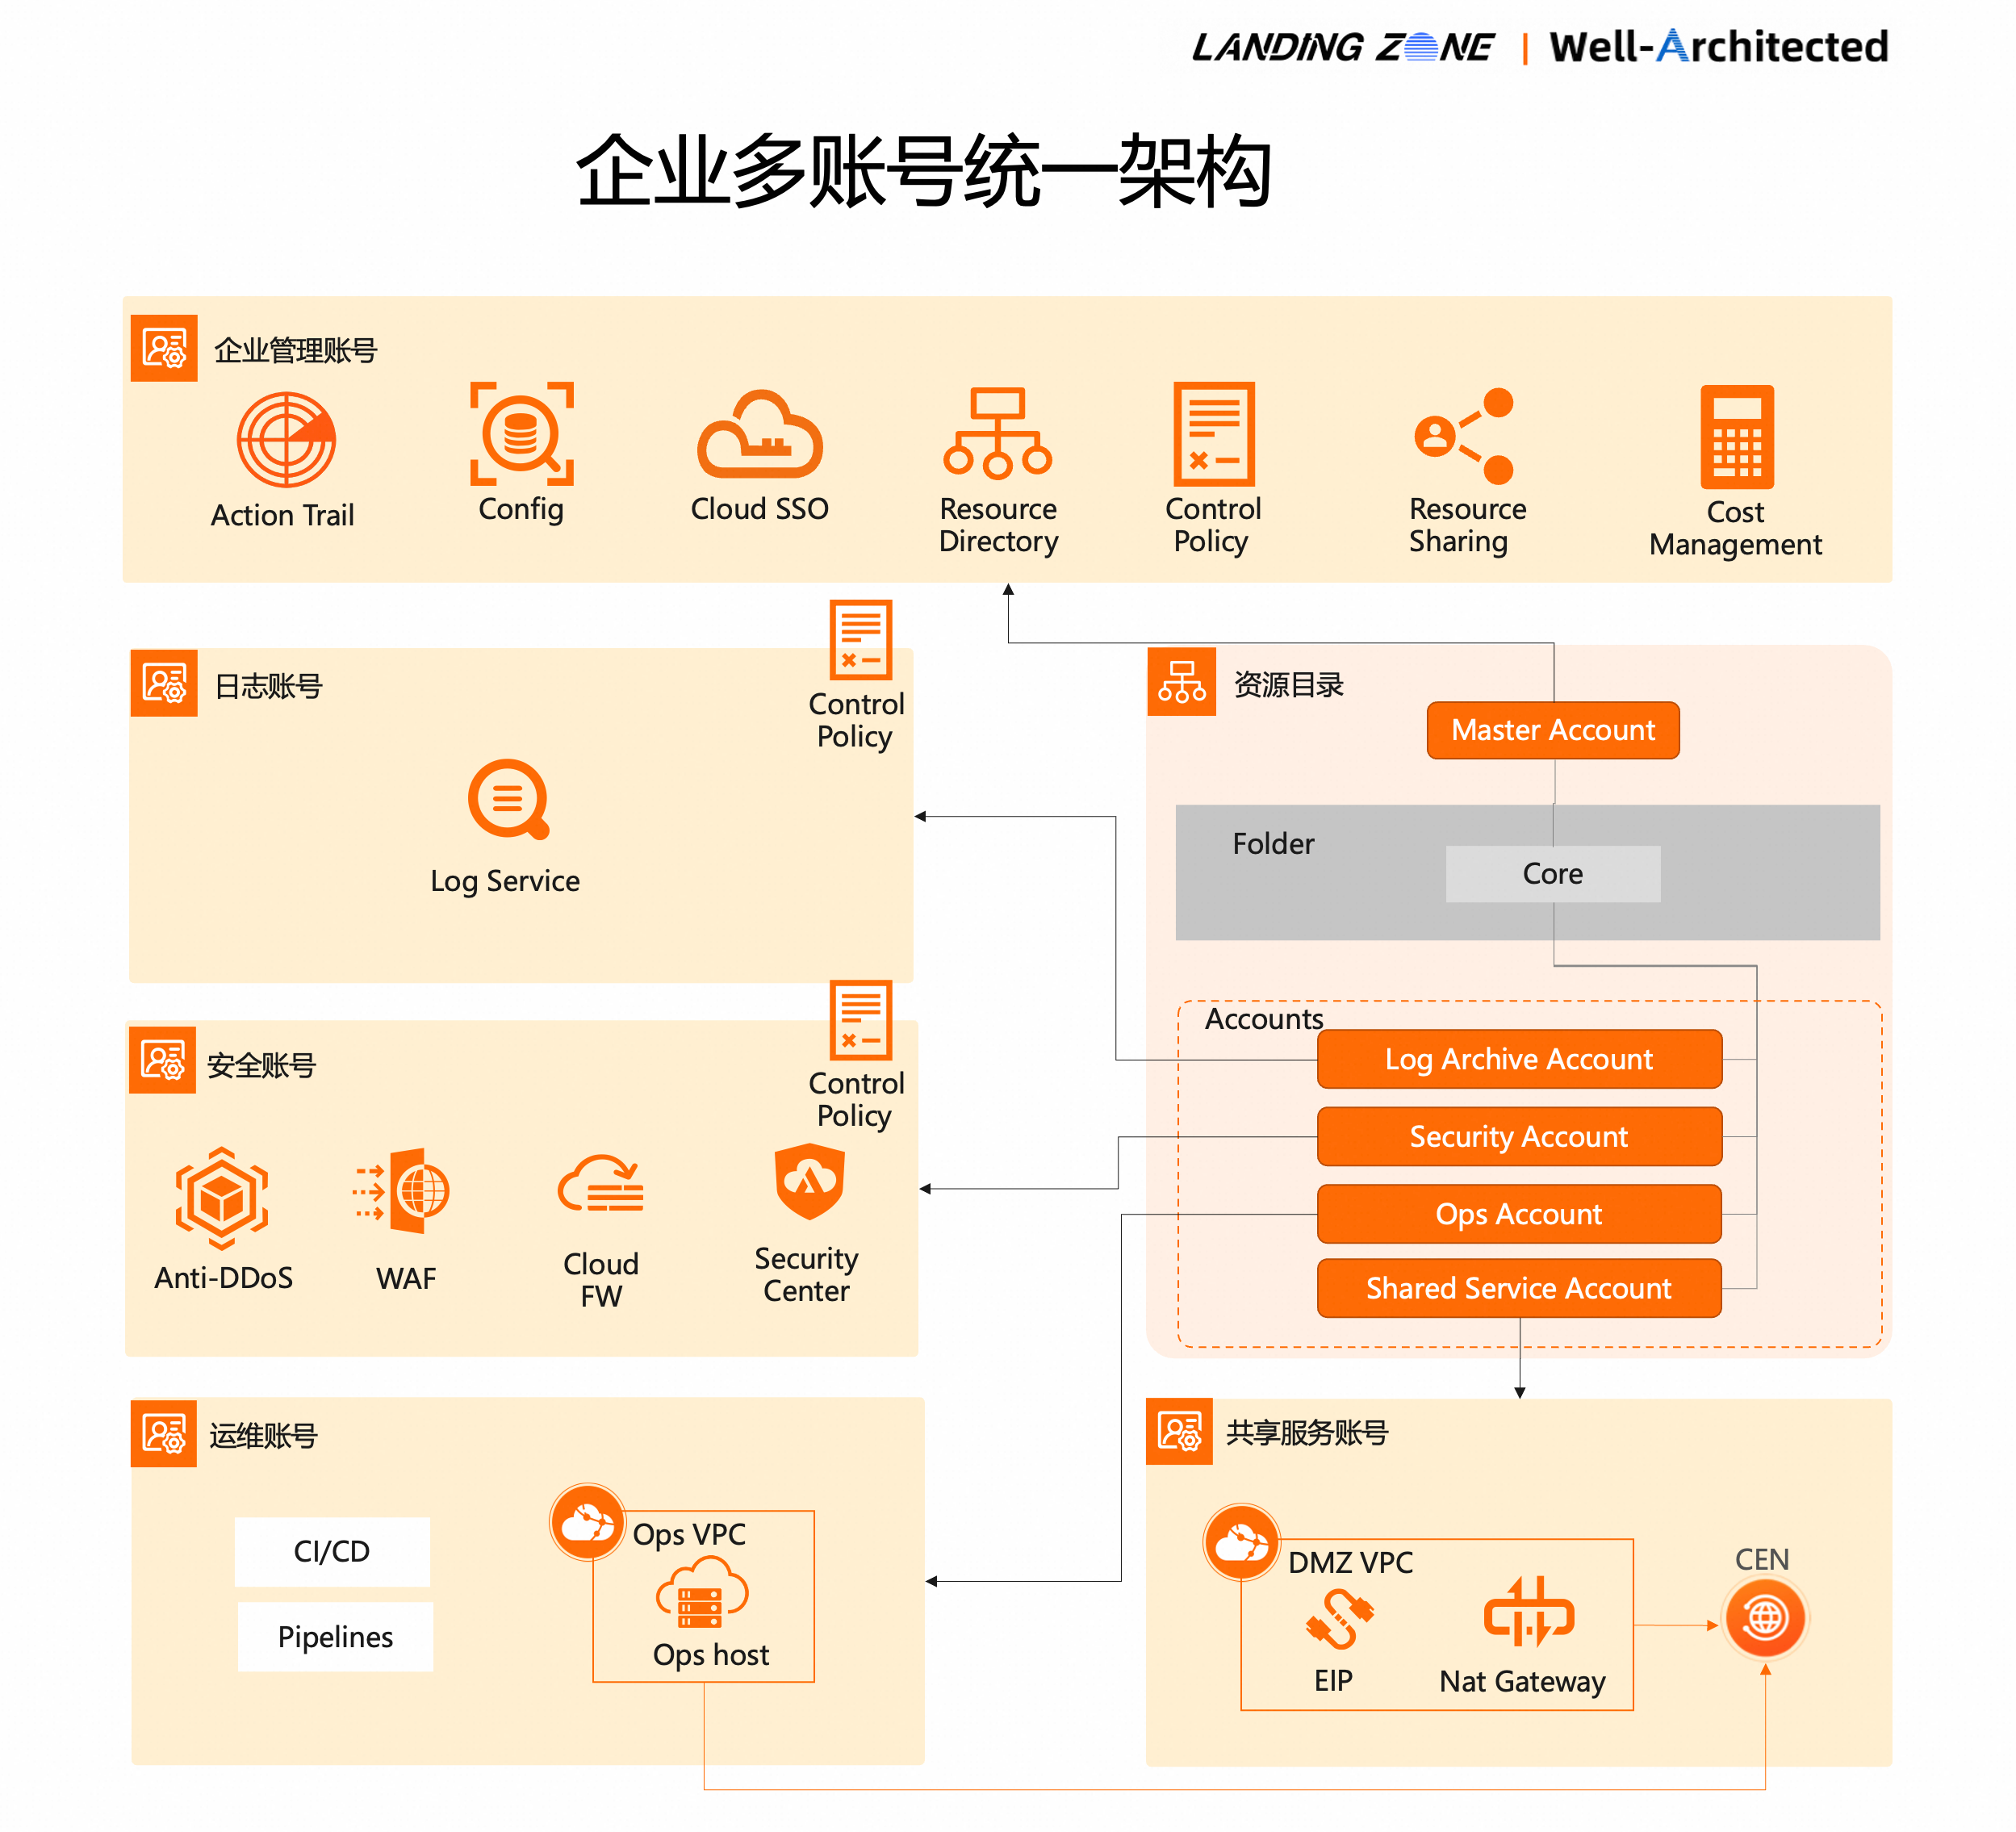 LANDING ZONE | Well-Architected
企业多账号统一架构
企业管理账号
Action Trail
Config
Cloud SSO
Resource
Directory
Control
Policy
Resource
Sharing
Cost
Management
日志账号
Control
Policy
Log Service
资源目录
Master Account
Folder
Core
Accounts
Log Archive Account
Security Account
Ops Account
Shared Service Account
安全账号
Control
Policy
Anti-DDoS
WAF
Cloud
FW
Security
Center
运维账号
CI/CD
Pipelines
Ops VPC
Ops host
共享服务账号
DMZ VPC
EIP
Nat Gateway
CEN